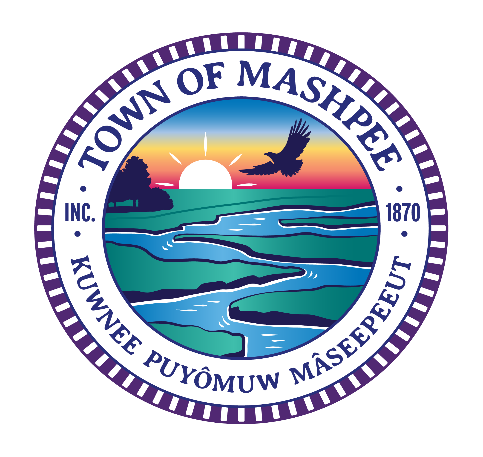 TOWN OF MASHPEE
INC.
1870
KUWNEE PUYÔMUW MÂSEEPEEUT